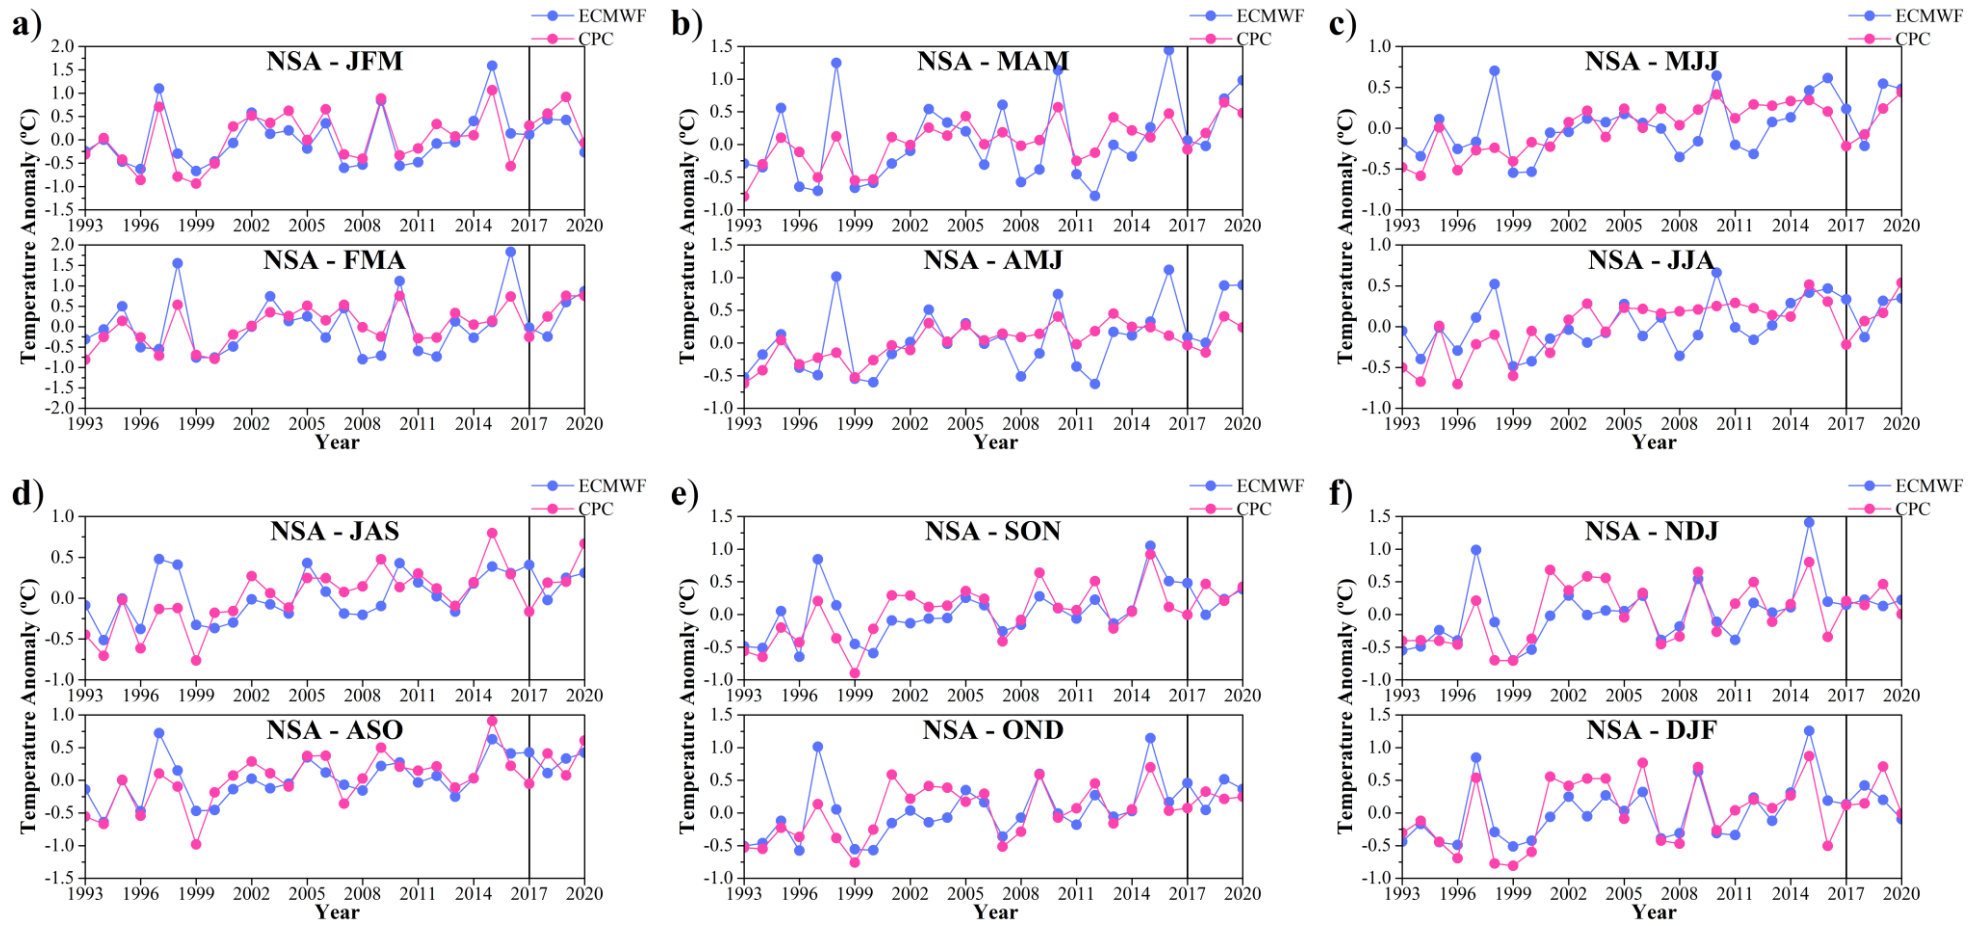 a)
ECMWF
CPC
NSA - JFM
2.0
1.5
1.0
0.5
0.0
-0.5
-1.0
-1.5
1993 1996 1999 2002 2005 2008 2011 2014 2017 2020
NSA - FMA
2.0
1.5
1.0
0.5
0.0
-0.5
-1.0
-1.5
-2.0
1993 1996 1999 2002 2005 2008 2011 2014 2017 2020
Temperature Anomaly (ºC)
Year
b)
ECMWF
CPC
NSA - MAM
1.5
1.0
0.5
0.0
-0.5
-1.0
1993 1996 1999 2002 2005 2008 2011 2014 2017 2020
NSA - AMJ
1.5
1.0
0.5
0.0
-0.5
-1.0
1993 1996 1999 2002 2005 2008 2011 2014 2017 2020
Temperature Anomaly (ºC)
Year
c)
ECMWF
CPC
NSA - MJJ
1.0
0.5
0.0
-0.5
-1.0
1993 1996 1999 2002 2005 2008 2011 2014 2017 2020
NSA - JJA
1.0
0.5
0.0
-0.5
-1.0
1993 1996 1999 2002 2005 2008 2011 2014 2017 2020
Temperature Anomaly (ºC)
Year
d)
ECMWF
CPC
NSA - JAS
1.0
0.5
0.0
-0.5
-1.0
1993 1996 1999 2002 2005 2008 2011 2014 2017 2020
NSA - ASO
1.0
0.5
0.0
-0.5
-1.0
-1.5
1993 1996 1999 2002 2005 2008 2011 2014 2017 2020
Temperature Anomaly (ºC)
Year
e)
ECMWF
CPC
NSA - SON
1.5
1.0
0.5
0.0
-0.5
-1.0
1993 1996 1999 2002 2005 2008 2011 2014 2017 2020
NSA - OND
1.5
1.0
0.5
0.0
-0.5
-1.0
1993 1996 1999 2002 2005 2008 2011 2014 2017 2020
Temperature Anomaly (ºC)
Year
f)
ECMWF
CPC
NSA - NDJ
1.5
1.0
0.5
0.0
-0.5
-1.0
1993 1996 1999 2002 2005 2008 2011 2014 2017 2020
NSA - DJF
1.5
1.0
0.5
0.0
-0.5
-1.0
1993 1996 1999 2002 2005 2008 2011 2014 2017 2020
Temperature Anomaly (ºC)
Year